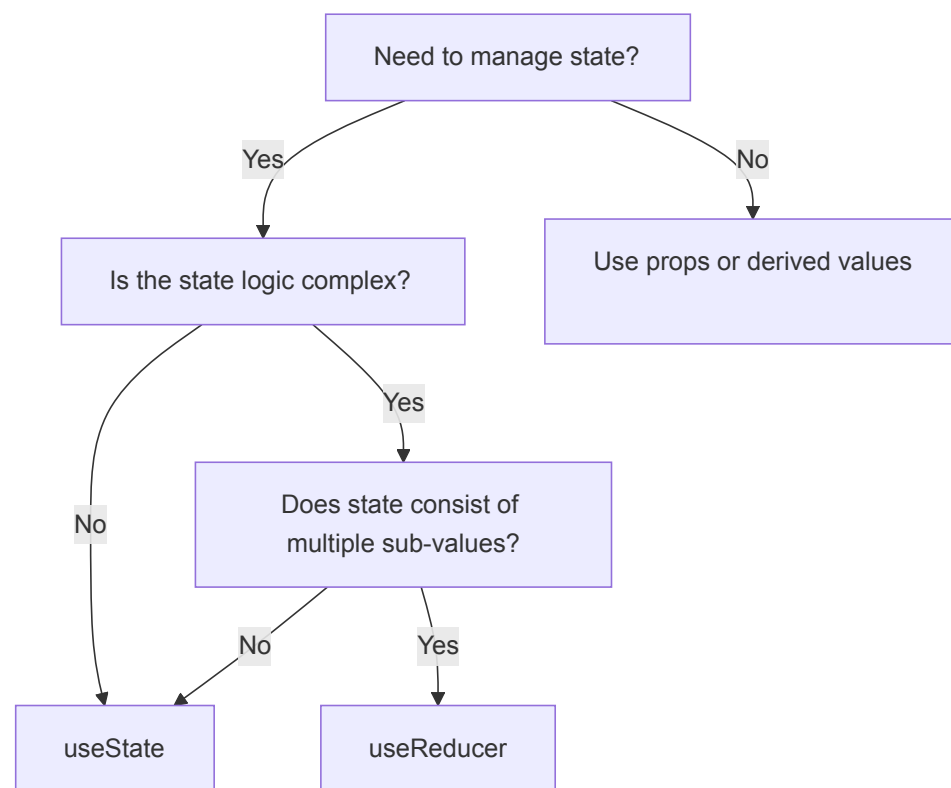 Need to manage state?
Yes
No
Is the state logic complex?
Use props or derived values
Yes
Does state consist of
multiple sub-values?
No
No
Yes
useState
useReducer